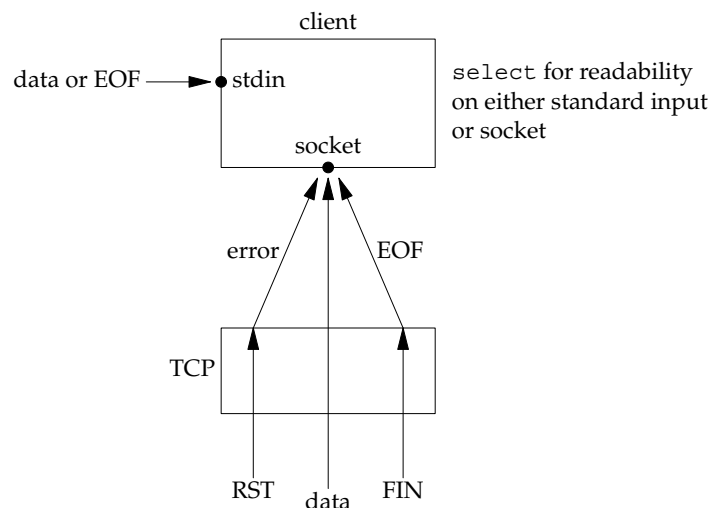 client
data or EOF
stdin
select for readability
on either standard input
or socket
socket
error
EOF
TCP
RST
data
FIN